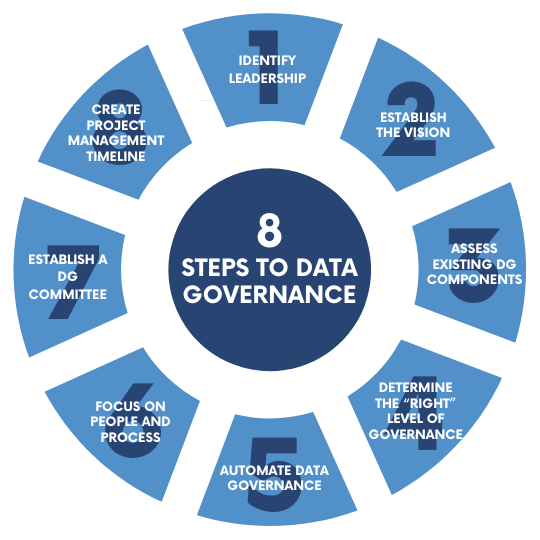 8
STEPS TO DATA
GOVERNANCE
1
IDENTIFY
LEADERSHIP
2
ESTABLISH
THE VISION
3
ASSESS
EXISTING DG
COMPONENTS
4
DETERMINE
THE “RIGHT”
LEVEL OF
GOVERNANCE
5
AUTOMATE DATA
GOVERNANCE
6
FOCUS ON
PEOPLE AND
PROCESS
7
ESTABLISH A
DG
COMMITTEE
8
CREATE
PROJECT
MANAGEMENT
TIMELINE